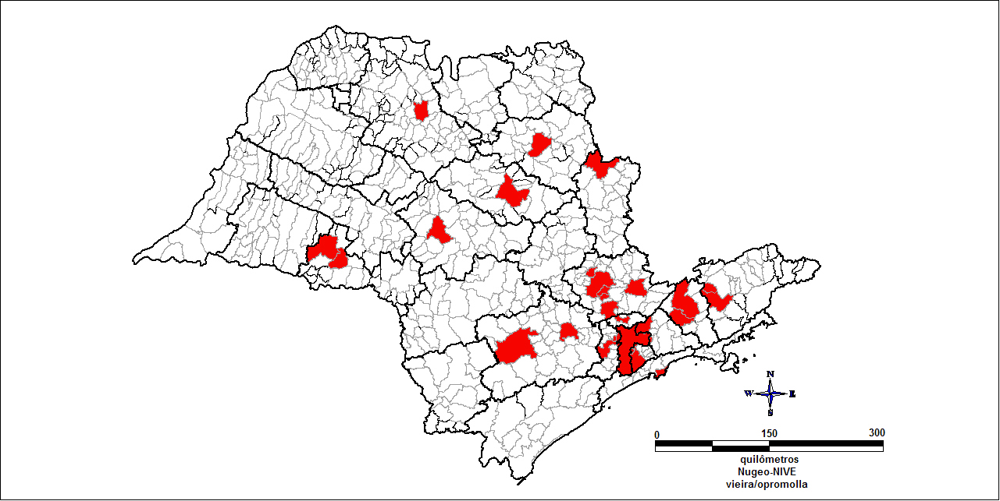 N
W E
S
0 150 300
quilômetros
Nugeo-NIVE
vieira/opromolla